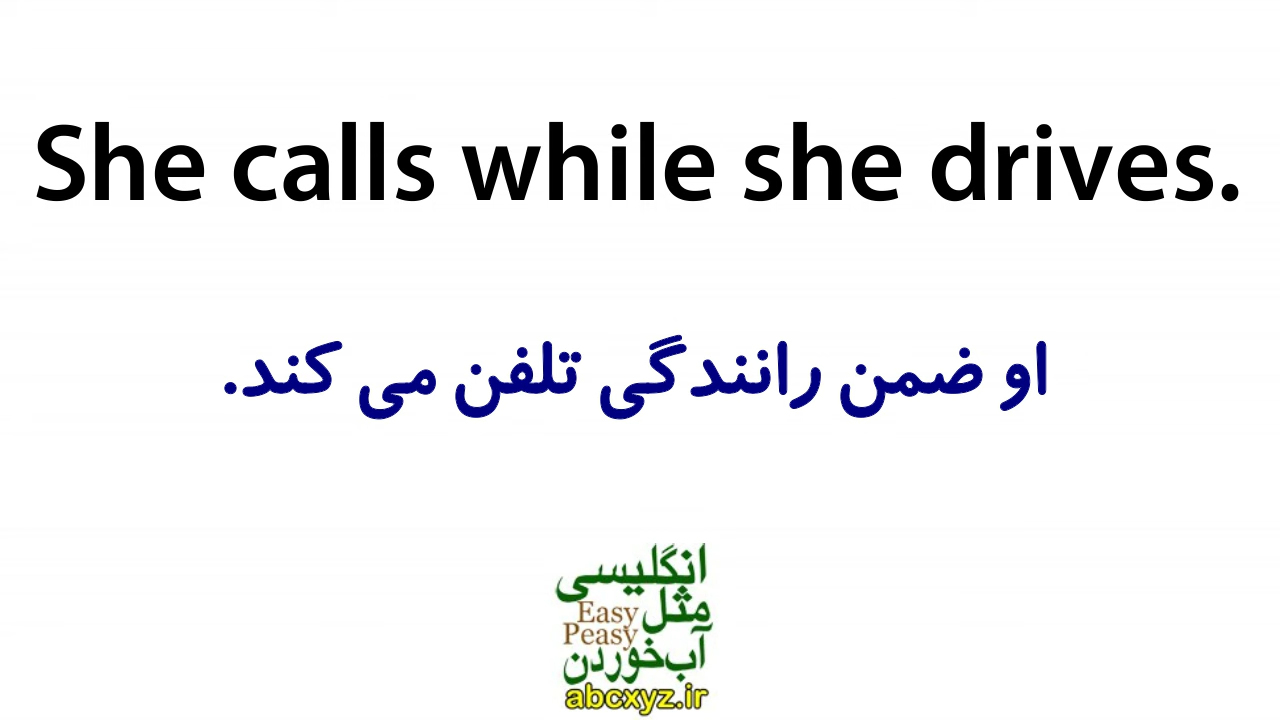 She calls while she drives.
او ضمن رانندگی تلفن می کند.
انگلیسی
مثل
Easy
Peasy
آب خوردن
abcxyz.ir